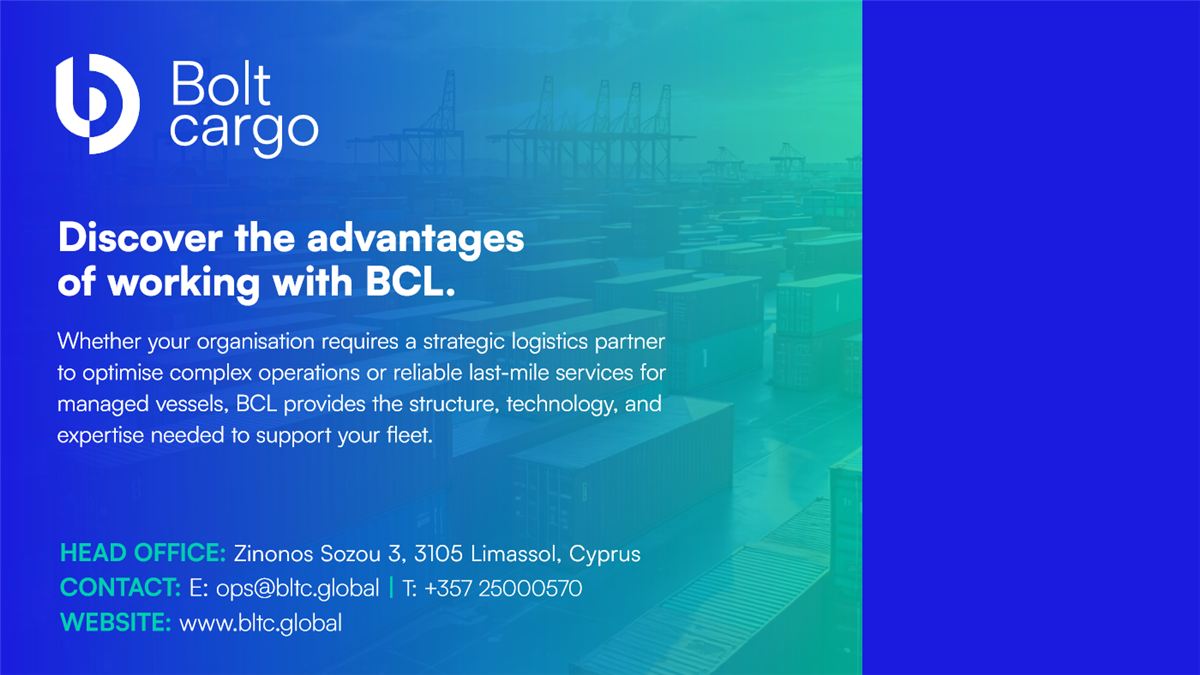 Bolt
cargo
Discover the advantages
of working with BCL.
Whether your organisation requires a strategic logistics partner
to optimise complex operations or reliable last-mile services for
managed vessels, BCL provides the structure, technology, and
expertise needed to support your fleet.
HEAD OFFICE: Zinonos Sozou 3, 3105 Limassol, Cyprus
CONTACT: E: ops@bltc.global | T: +357 25000570
WEBSITE: www.bltc.global